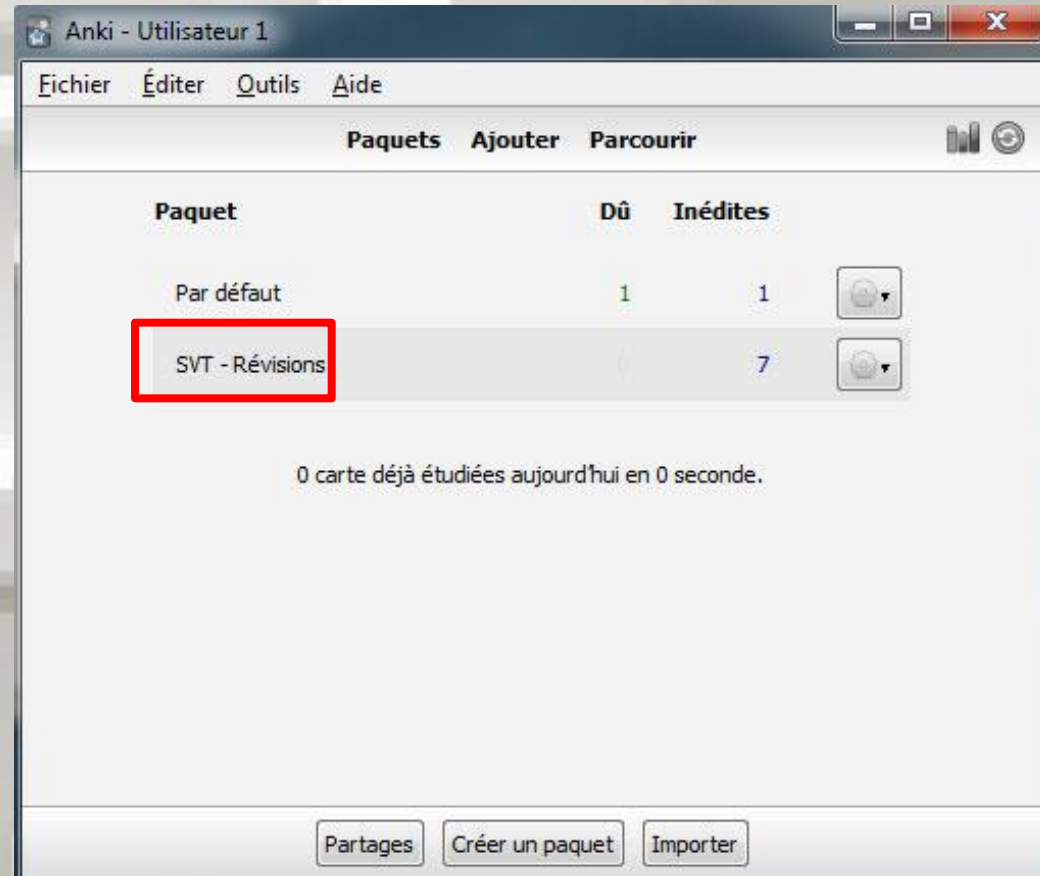 Anki - Utilisateur 1
Fichier Éditer Outils Aide
Paquets Ajouter Parcourir
Paquet Dû Inédites
Par défaut 1 1
SVT - Révisions 0 7
0 carte déjà étudiées aujourd'hui en 0 seconde.
Partages Créer un paquet Importer